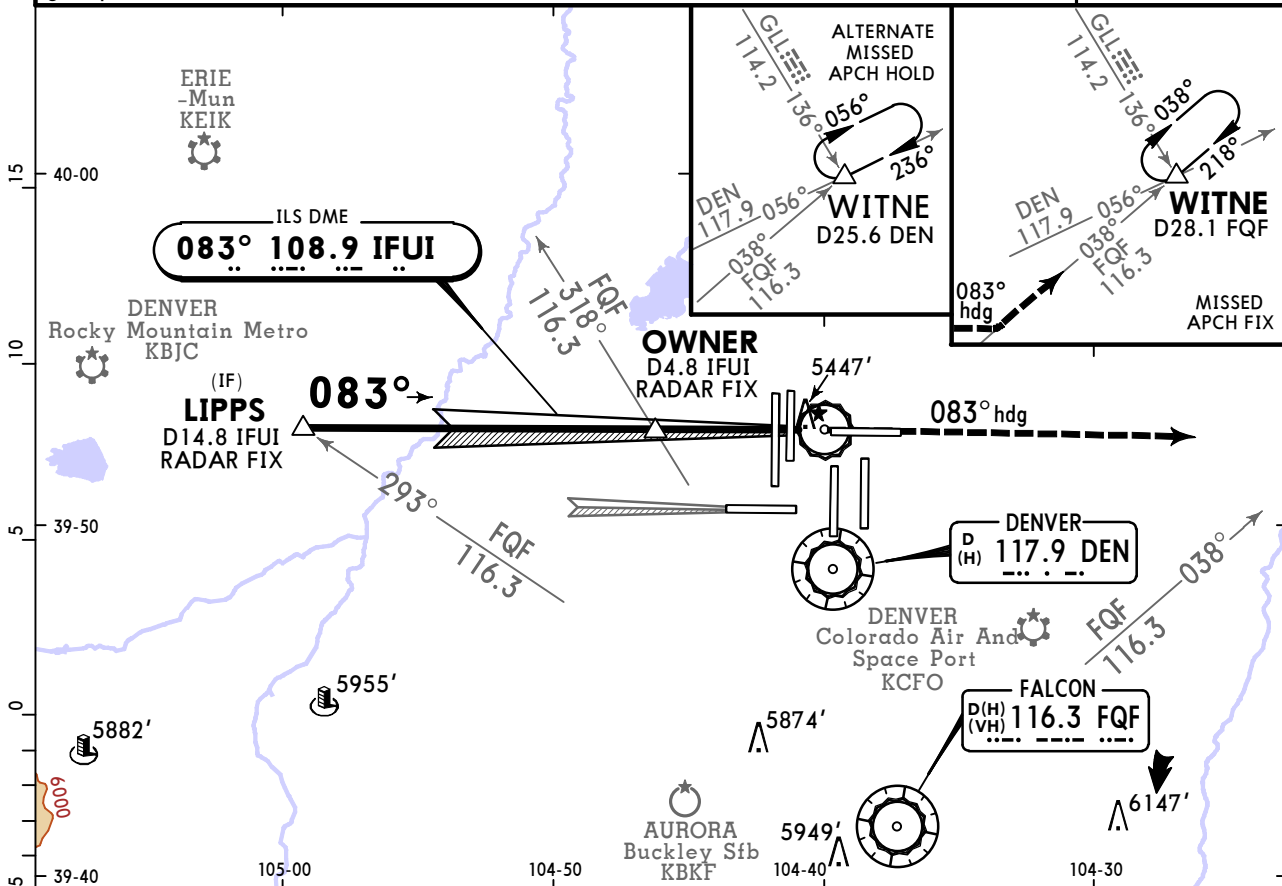 ERIE
-Mun
KEIK
15
40-00
ILS DME
083° 108.9 IFUI
DENVER
Rocky Mountain Metro
KBJC
10
(IF)
LIPPS
D14.8 IFUI
RADAR FIX
083°
FQF
318°
116.3
OWNER
D4.8 IFUI
RADAR FIX
5447'
083° hdg
293°
FQF
116.3
5
39-50
GLL
114.2
136°
ALTERNATE
MISSED
APCH HOLD
056°
236°
DEN
117.9
056°
WITNE
D25.6 DEN
038°
FQF
116.3
GLL
114.2
136°
038°
218°
DEN
117.9
056°
WITNE
D28.1 FQF
038°
FQF
116.3
083°
hdg
MISSED
APCH FIX
DENVER
D
(H)
117.9 DEN
DENVER
Colorado Air And
Space Port
KCFO
FQF
116.3
038°
FALCON
D(H)
(VH)
116.3 FQF
0
5955'
5882'
6000
5874'
6147'
AURORA
Buckley Sfb
KBKF
5949'
5
39-40
105-00
104-50
104-40
104-30